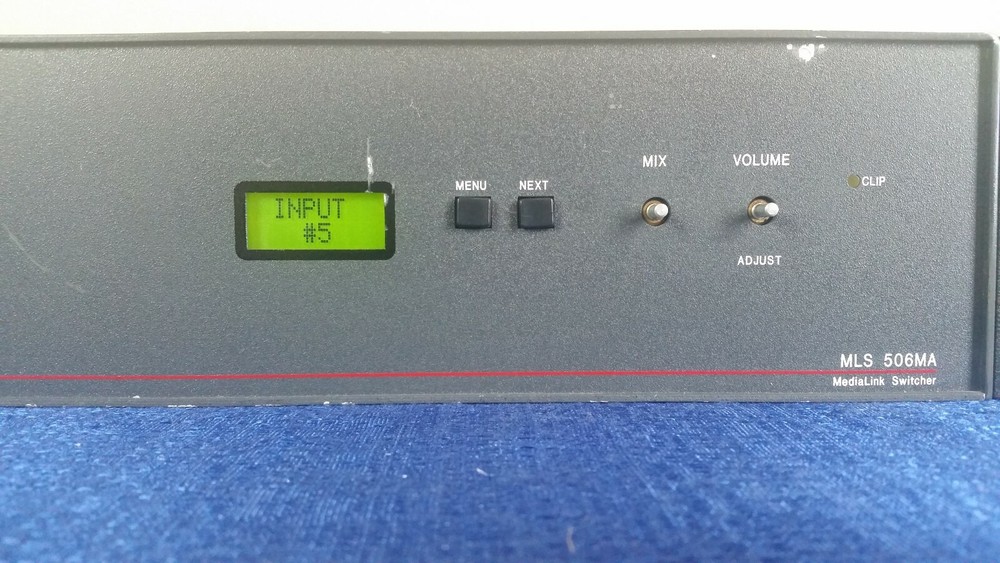 INPUT
#5
MENU
NEXT
MIX
VOLUME
ADJUST
CLIP
MLS 506MA
MediaLink Switcher